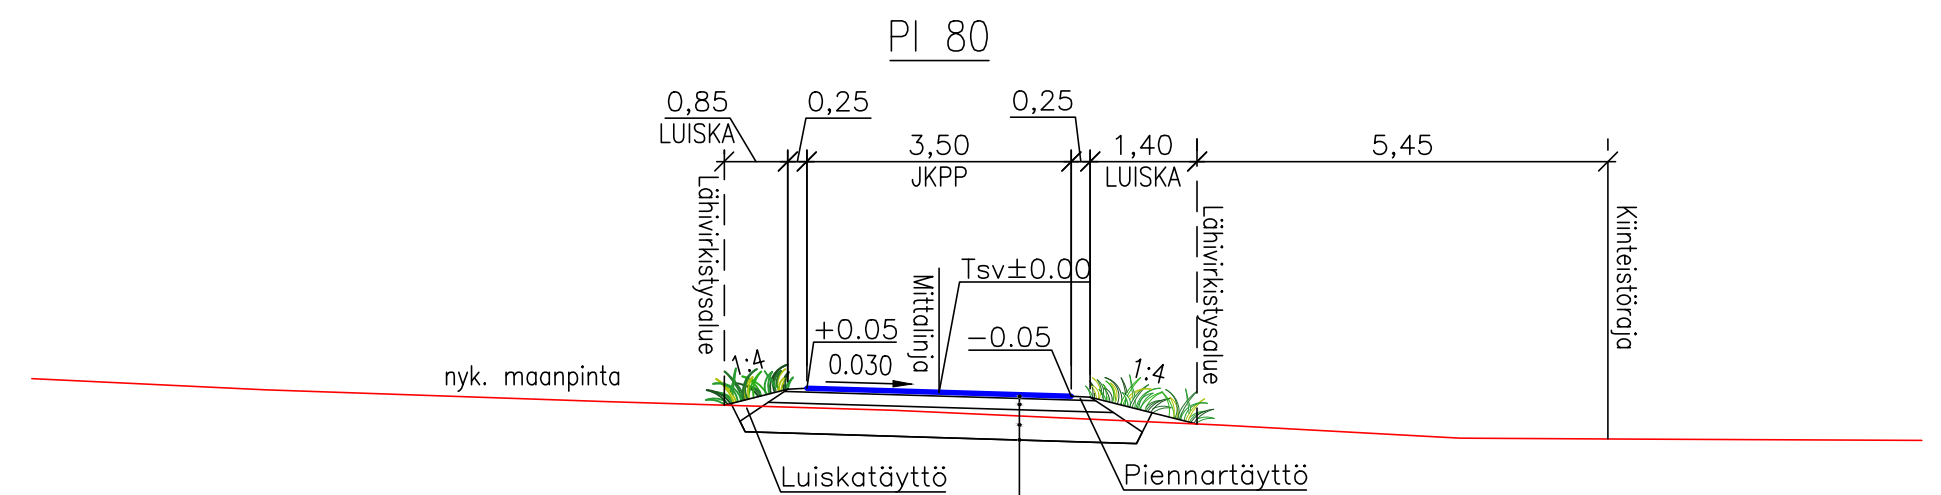 PI 80
0,85
LUISKA
0,25
3,50
JKPP
0,25
1,40
LUISKA
5,45
Lähivirkistysalue
Mittalinja
Tsv±0.00
Lähivirkistysalue
Kiinteistöraja
+0.05
-0.05
1:4
0.030
1:4
nyk. maanpinta
Luiskatäyttö
Piennartäyttö